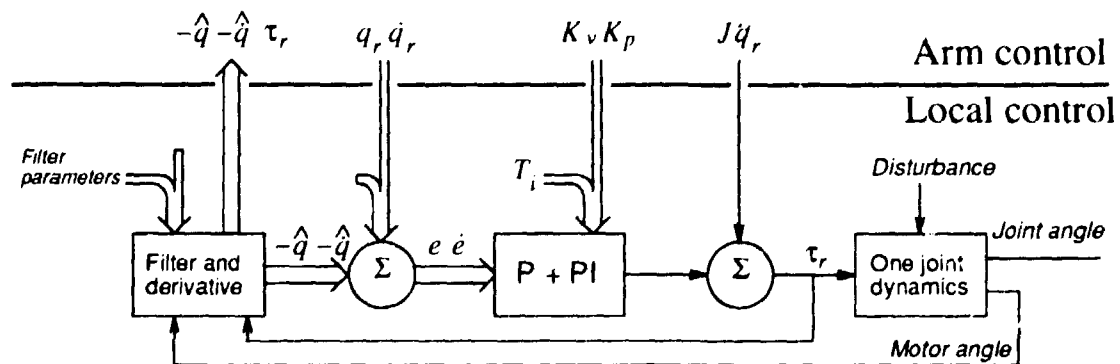 −q̂ −q̂̇ τ_r q_r q̇_r K_v K_p J q̇_r
Arm control
Local control
Filter
parameters
T_i
Disturbance
Joint angle
Filter and
derivative
−q̂ −q̂̇
Σ
e ė
P + PI
Σ
τ_r
One joint
dynamics
Motor angle